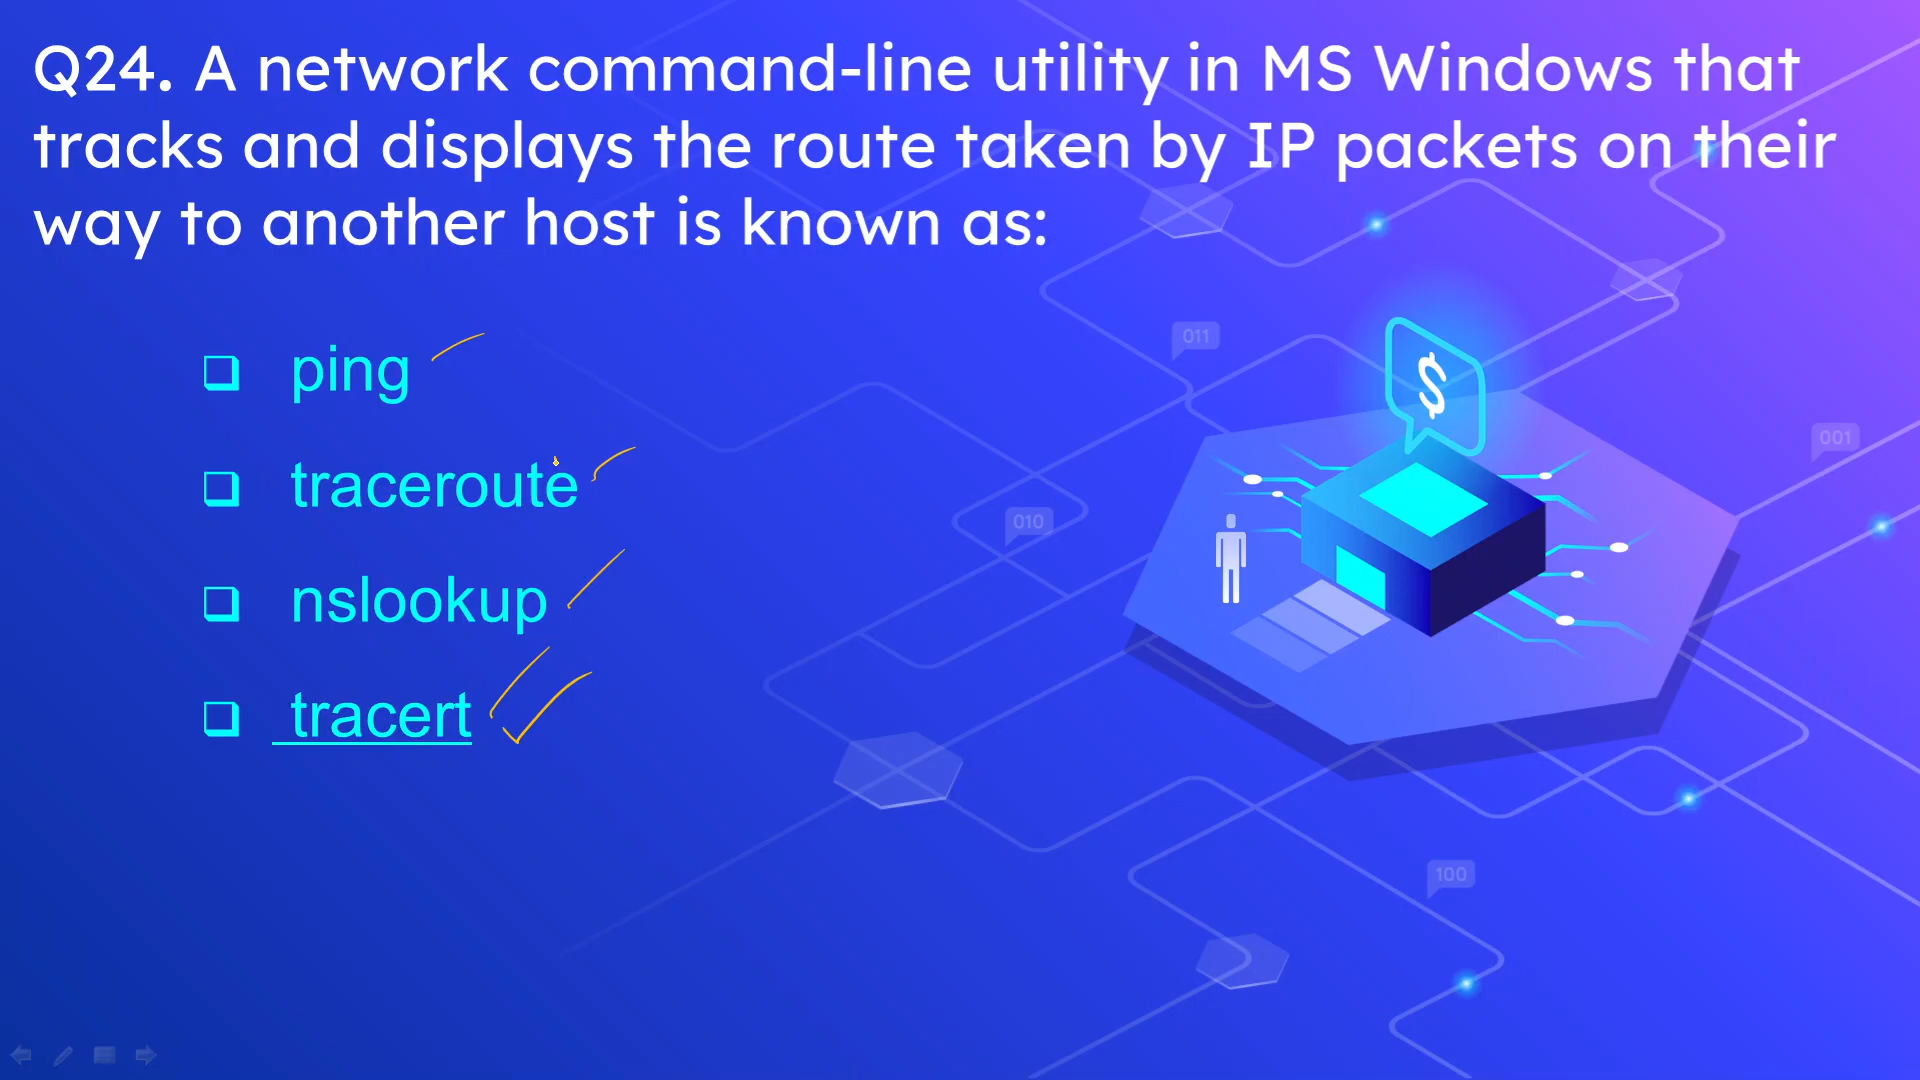 Q24. A network command-line utility in MS Windows that
tracks and displays the route taken by IP packets on their
way to another host is known as:
ping
traceroute
nslookup
tracert
011
$
001
010
100